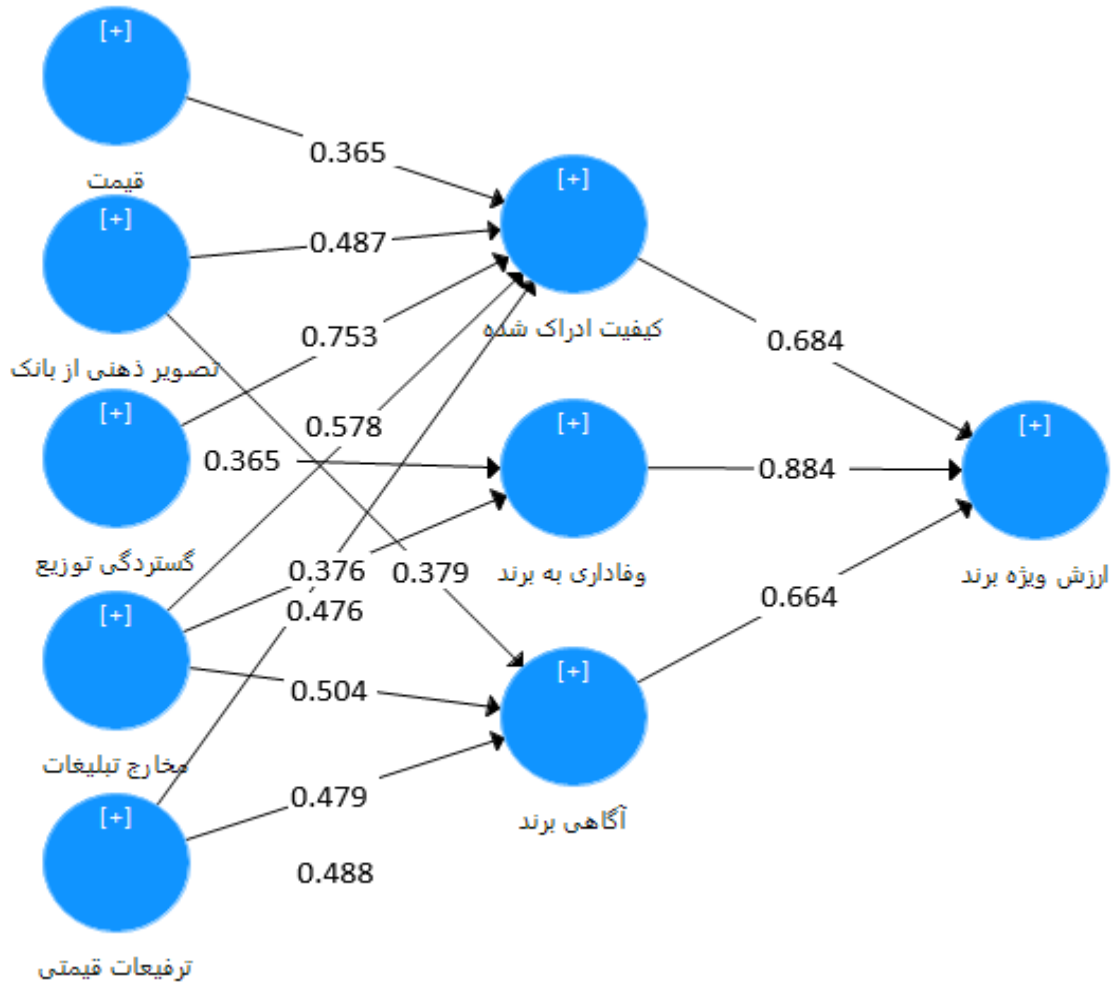 [+]
قیمت
[+]
تصویر ذهنی از بانک
[+]
گستردگی توزیع
[+]
مخارج تبلیغات
[+]
ترفیعات قیمتی
0.365
0.487
0.753
0.578
0.365
0.376
0.379
0.476
0.504
0.479
0.488
[+]
کیفیت ادراک شده
[+]
وفاداری به برند
[+]
آگاهی برند
0.684
0.884
0.664
[+]
ارزش ویژه برند